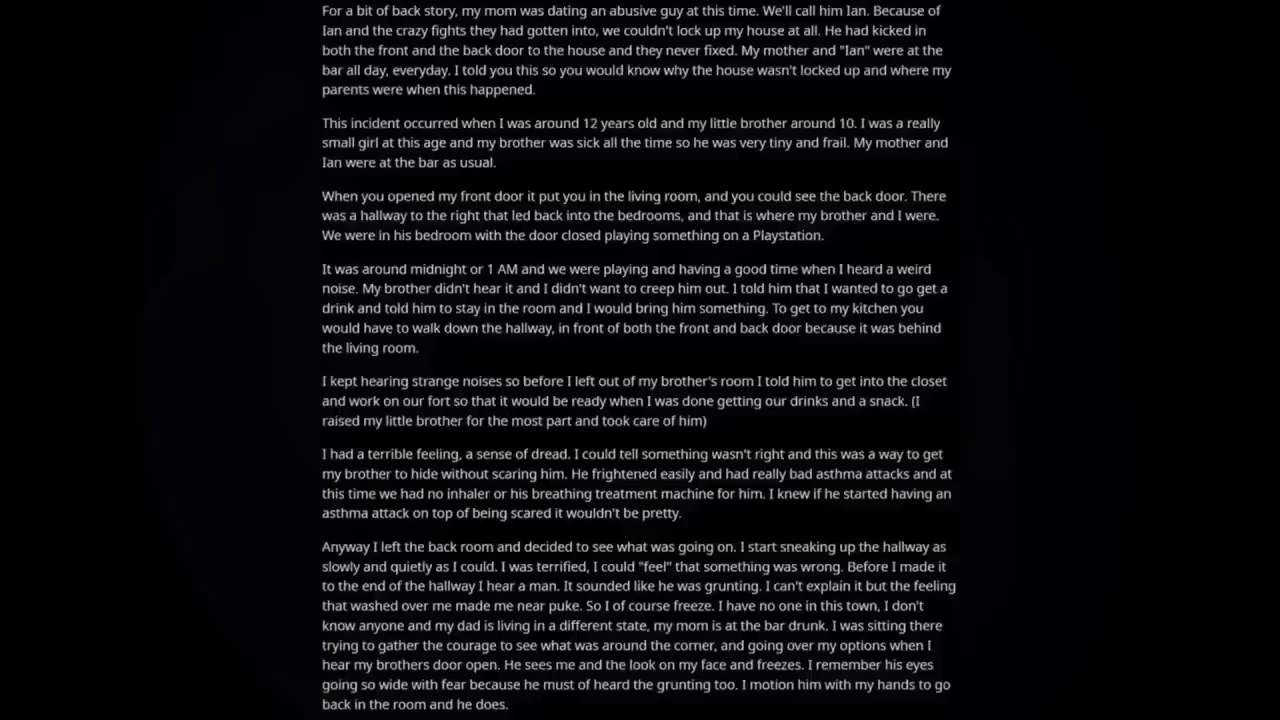 For a bit of back story, my mom was dating an abusive guy at this time. We'll call him Ian. Because of
Ian and the crazy fights they had gotten into, we couldn't lock up my house at all. He had kicked in
both the front and the back door to the house and they never fixed. My mother and "Ian" were at the
bar all day, everyday. I told you this so you would know why the house wasn't locked up and where my
parents were when this happened.
This incident occurred when I was around 12 years old and my little brother around 10. I was a really
small girl at this age and my brother was sick all the time so he was very tiny and frail. My mother and
Ian were at the bar as usual.
When you opened my front door it put you in the living room, and you could see the back door. There
was a hallway to the right that led back into the bedrooms, and that is where my brother and I were.
We were in his bedroom with the door closed playing something on a Playstation.
It was around midnight or 1 AM and we were playing and having a good time when I heard a weird
noise. My brother didn't hear it and I didn't want to creep him out. I told him that I wanted to go get a
drink and told him to stay in the room and I would bring him something. To get to my kitchen you
would have to walk down the hallway, in front of both the front and back door because it was behind
the living room.
I kept hearing strange noises so before I left out of my brother's room I told him to get into the closet
and work on our fort so that it would be ready when I was done getting our drinks and a snack. (I
raised my little brother for the most part and took care of him)
I had a terrible feeling, a sense of dread. I could tell something wasn't right and this was a way to get
my brother to hide without scaring him. He frightened easily and had really bad asthma attacks and at
this time we had no inhaler or his breathing treatment machine for him. I knew if he started having an
asthma attack on top of being scared it wouldn't be pretty.
Anyway I left the back room and decided to see what was going on. I start sneaking up the hallway as
slowly and quietly as I could. I was terrified, I could "feel" that something was wrong. Before I made it
to the end of the hallway I hear a man. It sounded like he was grunting. I can't explain it but the feeling
that washed over me made me near puke. So I of course freeze. I have no one in this town, I don't
know anyone and my dad is living in a different state, my mom is at the bar drunk. I was sitting there
trying to gather the courage to see what was around the corner, and going over my options when I
hear my brothers door open. He sees me and the look on my face and freezes. I remember his eyes
going so wide with fear because he must of heard the grunting too. I motion him with my hands to go
back in the room and he does.